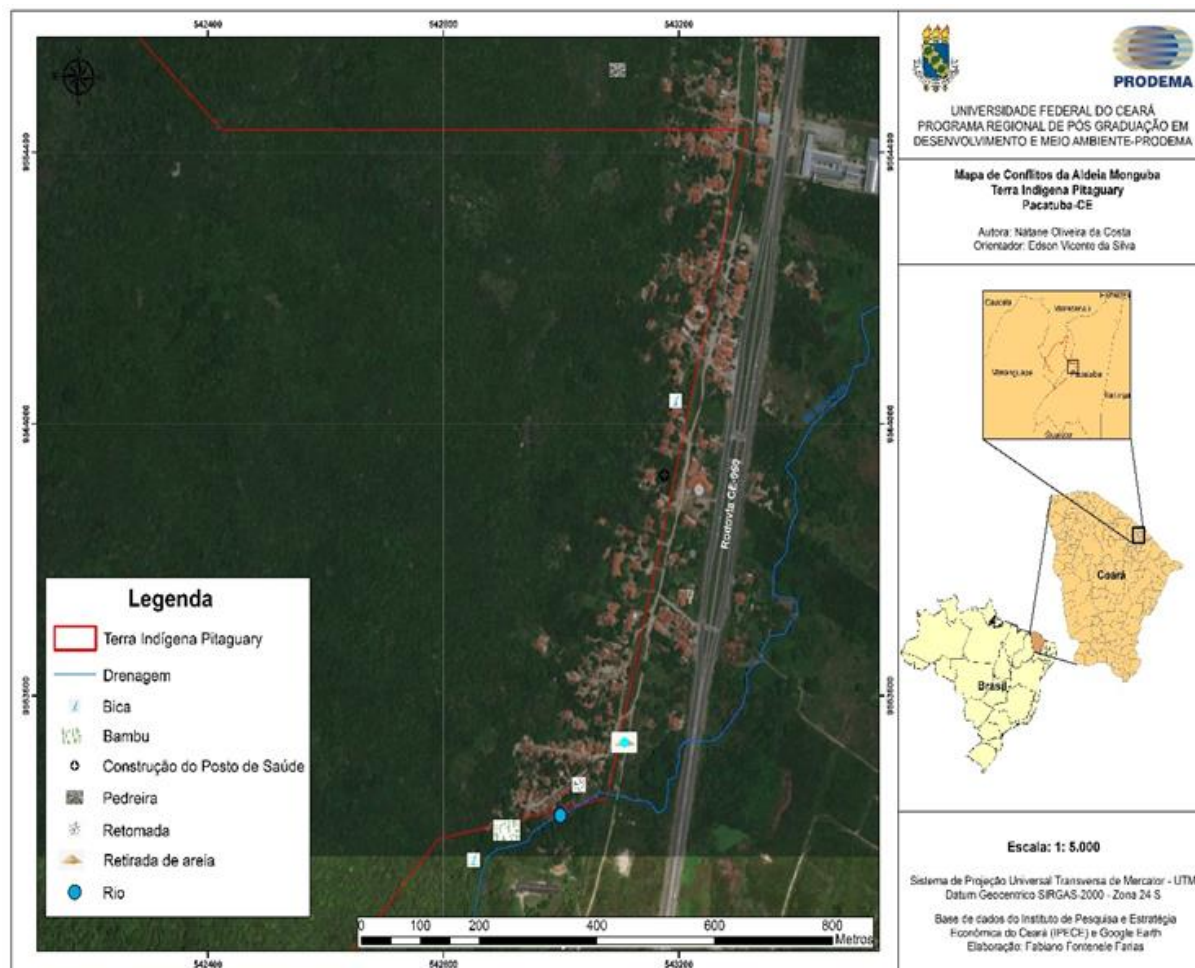 542400
542800
543200
9554400
Rodovia CE-060
Legenda
Terra Indígena Pitaguary
Drenagem
Bica
Bambu
Construção do Posto de Saúde
Pedreira
Retomada
Retirada de areia
Rio
0 100 200 400 600 800
Metros
542400
542800
543200
PRODEMA
UNIVERSIDADE FEDERAL DO CEARÁ
PROGRAMA REGIONAL DE PÓS GRADUAÇÃO EM
DESENVOLVIMENTO E MEIO AMBIENTE-PRODEMA
Mapa de Conflitos da Aldeia Monguba
Terra Indígena Pitaguary
Pacatuba-CE
Autora: Nátane Oliveira da Costa
Orientador: Edson Vicente da Silva
Maracanaú
Maranguape
Pacatuba
Ceará
Brasil
Escala: 1: 5.000
Sistema de Projeção Universal Transversa de Mercator - UTM
Datum Geocentrico SIRGAS-2000 - Zona 24 S
Base de dados do Instituto de Pesquisa e Estratégia
Econômica do Ceará (IPECE) e Google Earth
Elaboração: Fabiano Fontenele Farias